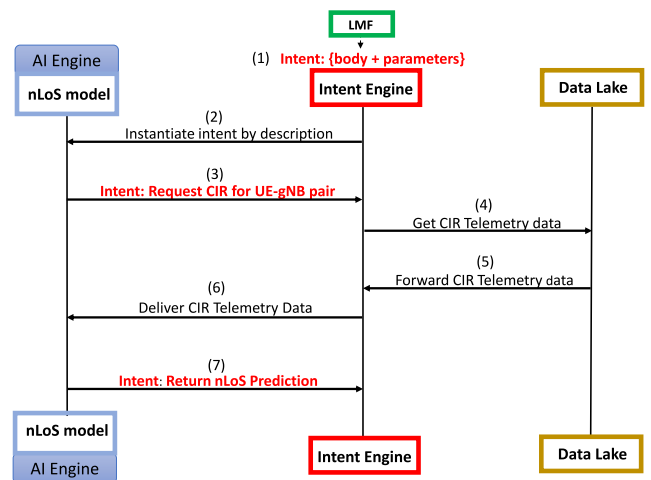 LMF
(1) Intent: {body + parameters}
AI Engine
nLoS model
Intent Engine
Data Lake
(2)
Instantiate intent by description
(3)
Intent: Request CIR for UE-gNB pair
(4)
Get CIR Telemetry data
(5)
Forward CIR Telemetry data
(6)
Deliver CIR Telemetry Data
(7)
Intent: Return nLoS Prediction
nLoS model
AI Engine
Intent Engine
Data Lake